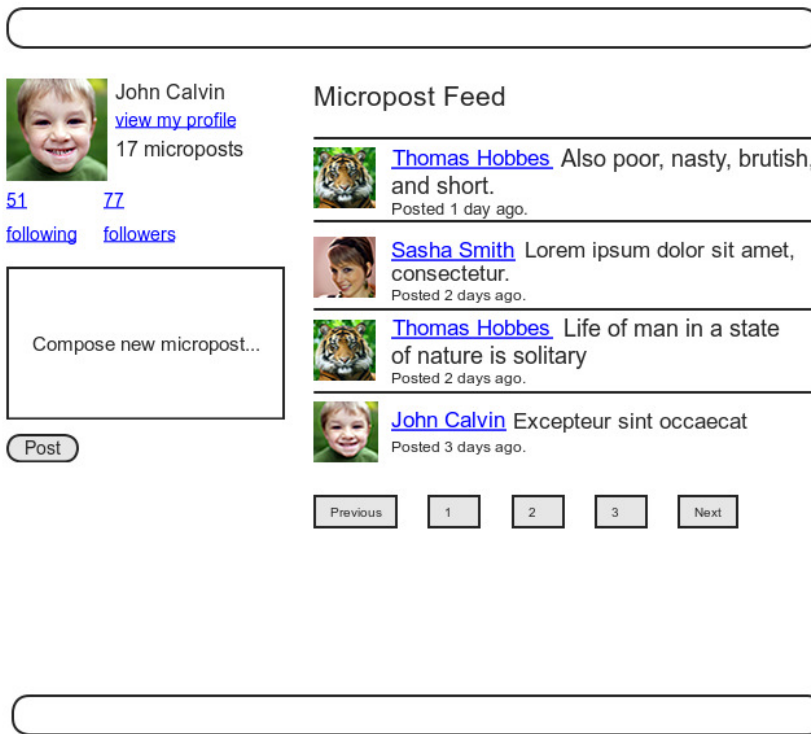 John Calvin
view my profile
17 microposts
51
77
following
followers
Compose new micropost...
Post
Micropost Feed
Thomas Hobbes Also poor, nasty, brutish,
and short.
Posted 1 day ago.
Sasha Smith Lorem ipsum dolor sit amet,
consectetur.
Posted 2 days ago.
Thomas Hobbes Life of man in a state
of nature is solitary
Posted 2 days ago.
John Calvin Excepteur sint occaecat
Posted 3 days ago.
Previous
1
2
3
Next